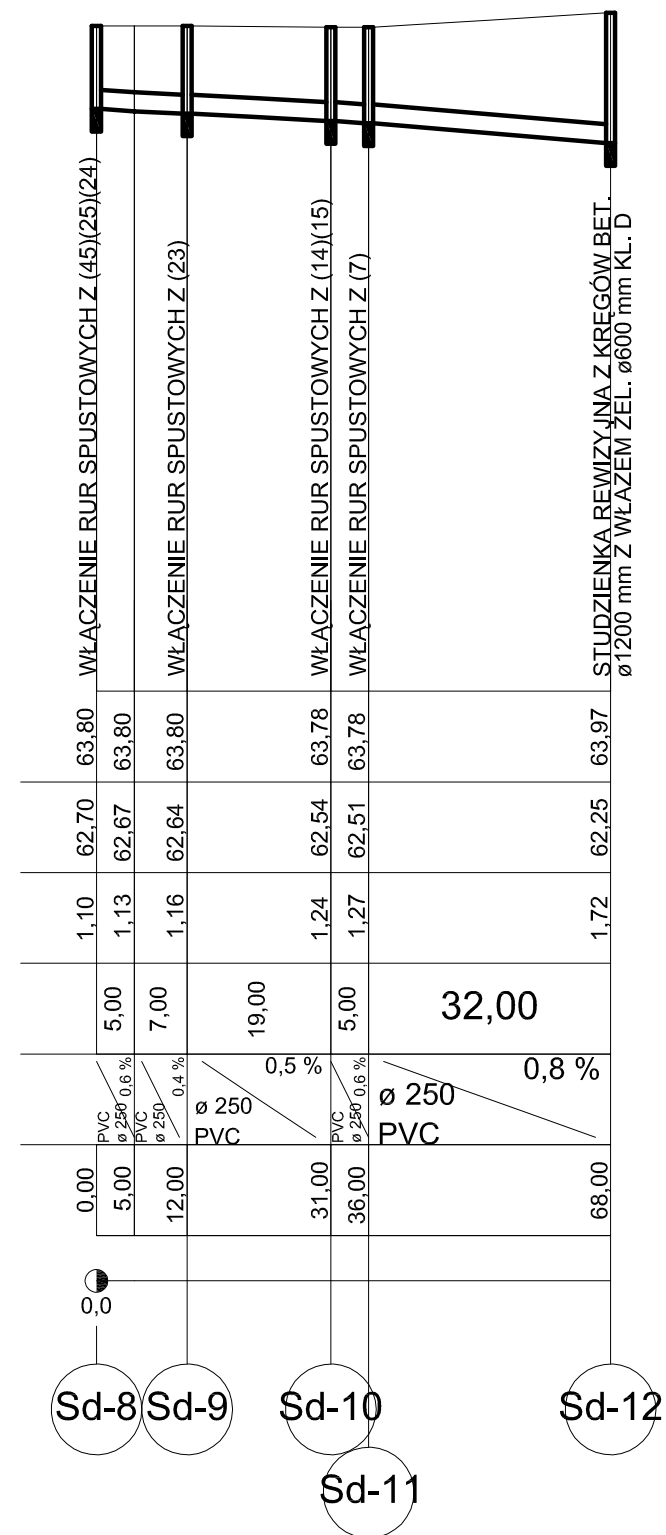 WŁĄCZENIE RUR SPUSTOWYCH Z (45)(25)(24)
WŁĄCZENIE RUR SPUSTOWYCH Z (23)
WŁĄCZENIE RUR SPUSTOWYCH Z (14)(15)
WŁĄCZENIE RUR SPUSTOWYCH Z (7)
STUDZIENKA REWIZYJNA Z KRĘGÓW BET.
ø1200 mm Z WŁAZEM ŻEL. ø600 mm KL. D
63,80 63,80 63,80 63,78 63,78 63,97
62,70 62,67 62,64 62,54 62,51 62,25
1,10 1,13 1,16 1,24 1,27 1,72
5,00 7,00 19,00 5,00 32,00
PVC
ø 250 0,6 %
PVC
ø 250 0,4 %
0,5 %
ø 250
PVC
PVC
ø 250 0,6 %
0,8 %
ø 250
PVC
0,00 5,00 12,00 31,00 36,00 68,00
0,0
Sd-8 Sd-9 Sd-10 Sd-12
Sd-11